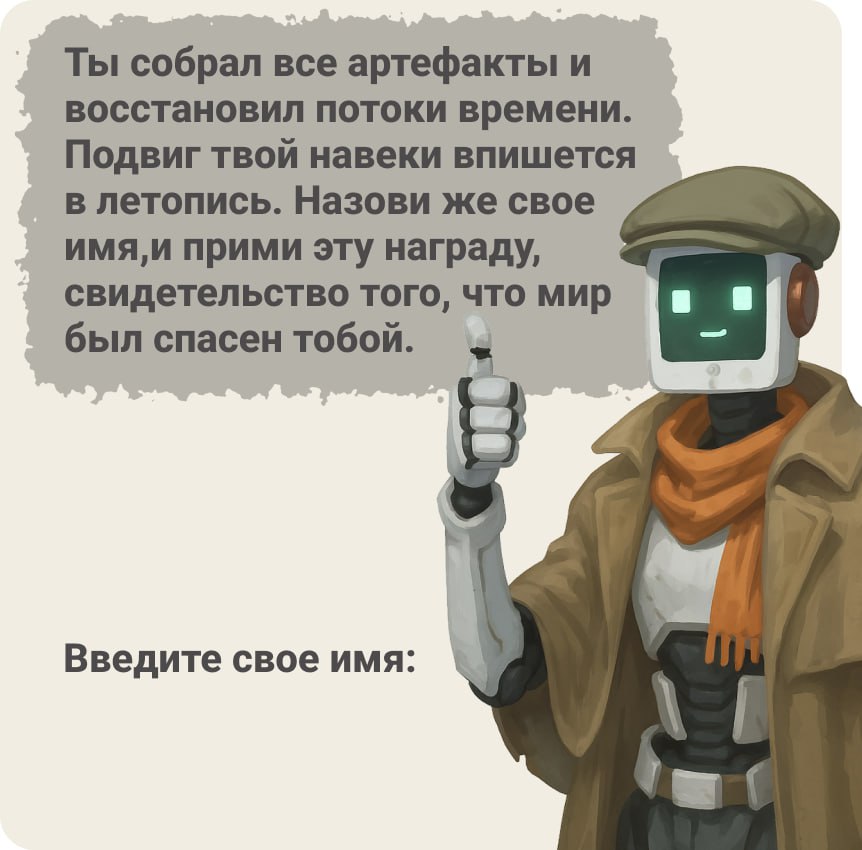 Ты собрал все артефакты и
восстановил потоки времени.
Подвиг твой навеки впишется
в летопись. Назови же свое
имя,и прими эту награду,
свидетельство того, что мир
был спасен тобой.
Введите свое имя: